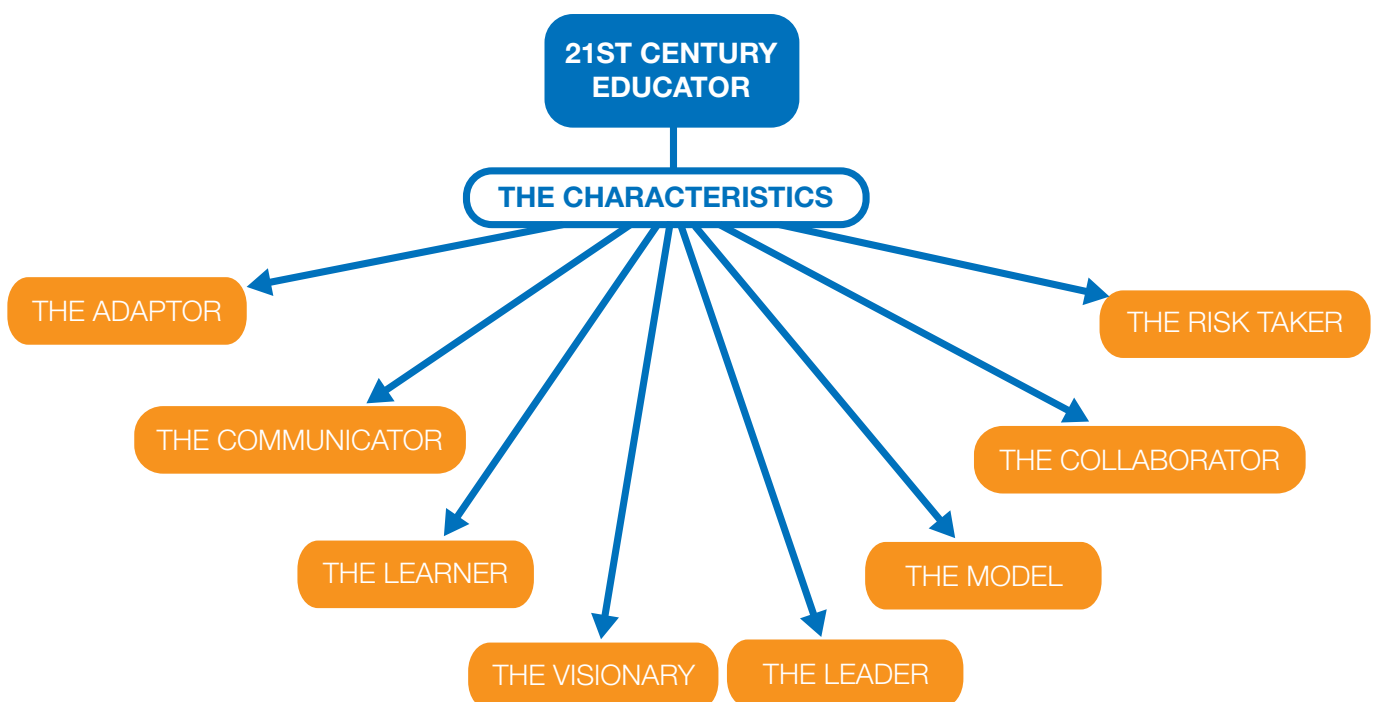 21ST CENTURY
EDUCATOR
THE CHARACTERISTICS
THE ADAPTOR
THE RISK TAKER
THE COMMUNICATOR
THE COLLABORATOR
THE LEARNER
THE MODEL
THE VISIONARY
THE LEADER